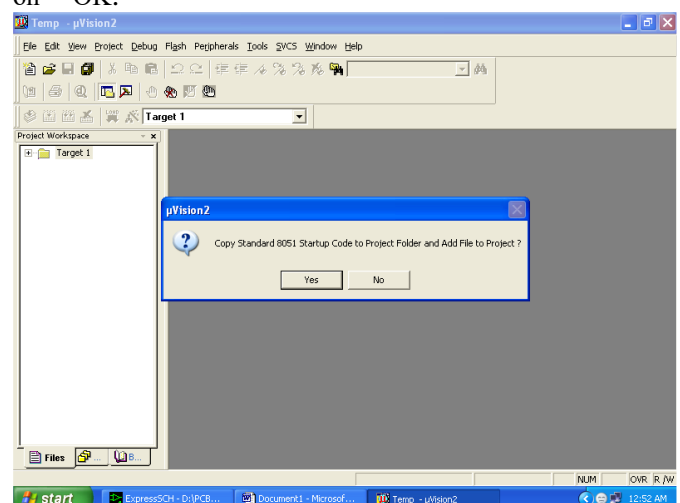 on OK.
Temp - µVision2
File Edit View Project Debug Flash Peripherals Tools SVCS Window Help
Target 1
Project Workspace
Target 1
µVision2
Copy Standard 8051 Startup Code to Project Folder and Add File to Project ?
Yes No
Files ... B...
NUM OVR R/W
start ExpressSCH - D:\PCB... Document1 - Microsof... Temp - µVision2 12:52 AM